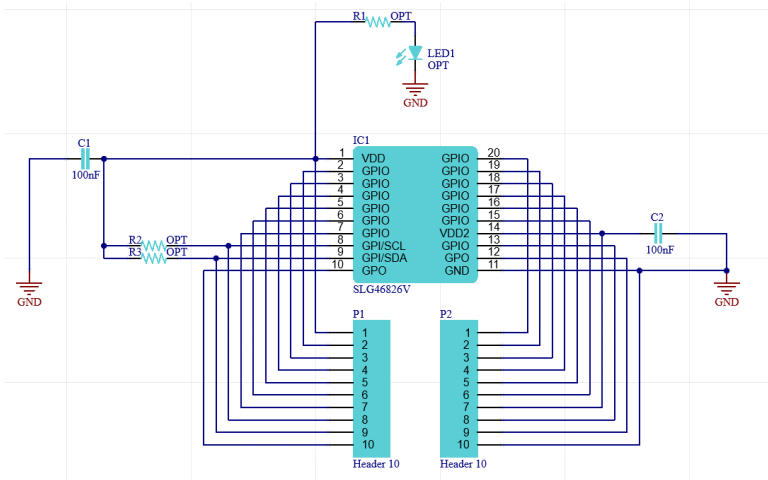 R1 OPT
LED1
OPT
GND
C1
100nF
IC1
1 VDD GPIO 20
2 GPIO GPIO 19
3 GPIO GPIO 18
4 GPIO GPIO 17
5 GPIO GPIO 16
6 GPIO GPIO 15
7 GPIO VDD2 14
8 GPI/SCL GPIO 13
9 GPI/SDA GPO 12
10 GPO GND 11
SLG46826V
R2 OPT
R3 OPT
C2
100nF
GND
GND
P1
1
2
3
4
5
6
7
8
9
10
Header 10
P2
1
2
3
4
5
6
7
8
9
10
Header 10